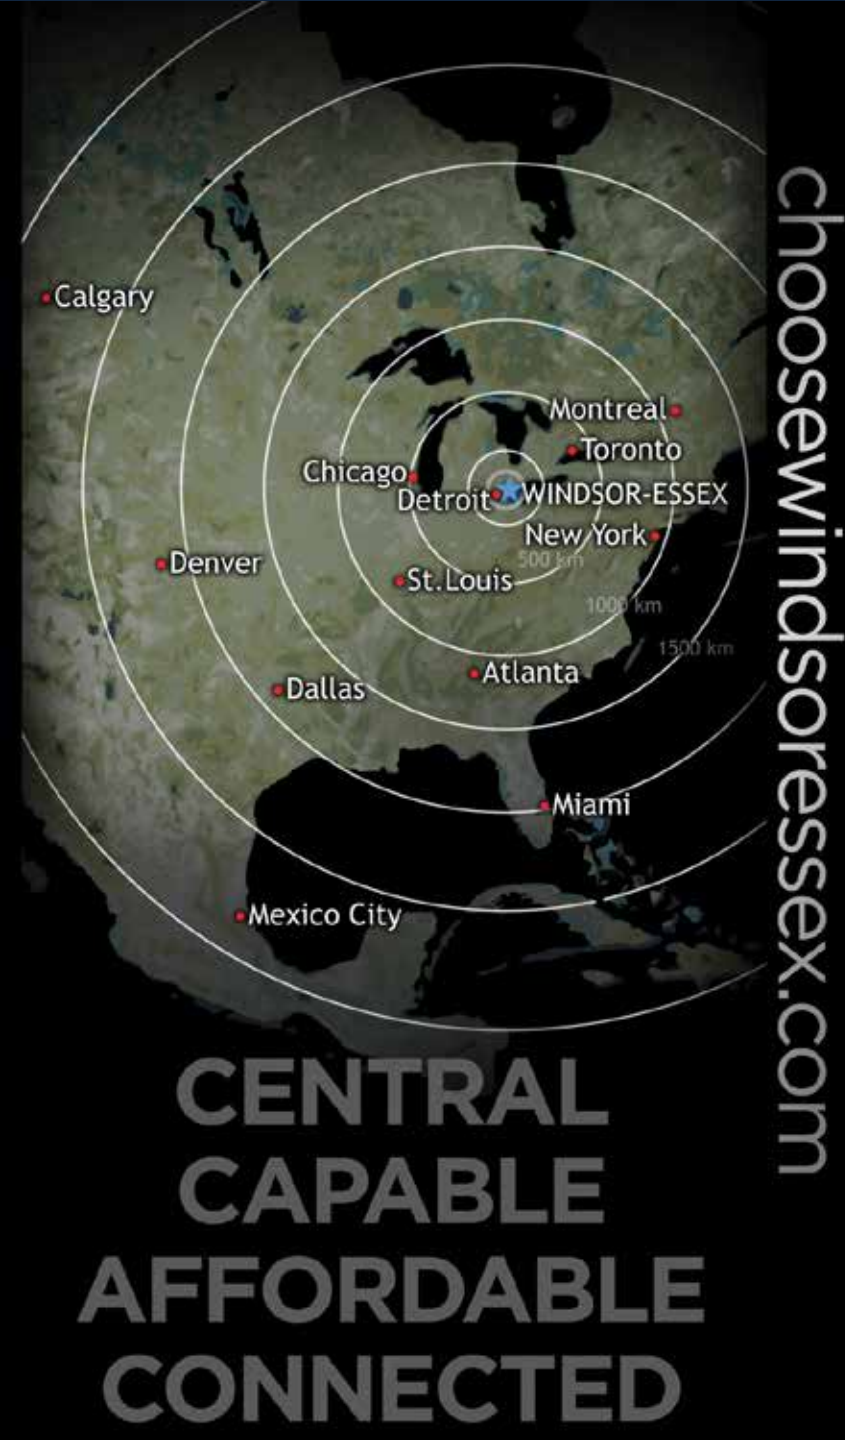 Calgary
Montreal
Toronto
Chicago
Detroit
WINDSOR-ESSEX
New York
500 km
Denver
St.Louis
1000 km
1500 km
Atlanta
Dallas
Miami
Mexico City
choosewindsoressex.com
CENTRAL
CAPABLE
AFFORDABLE
CONNECTED